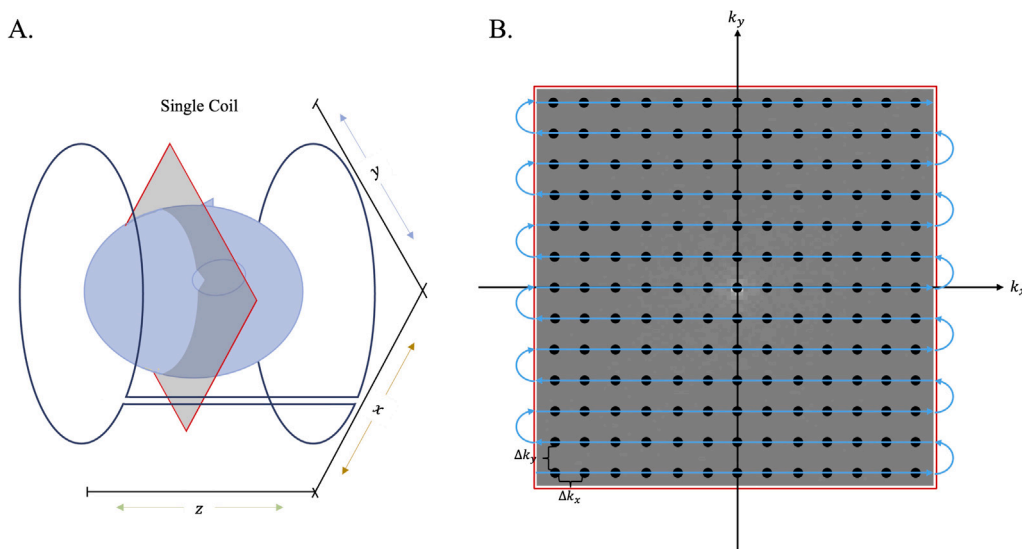 A.
Single Coil
y
x
z
B.
k_y
k_x
Δk_y
Δk_x